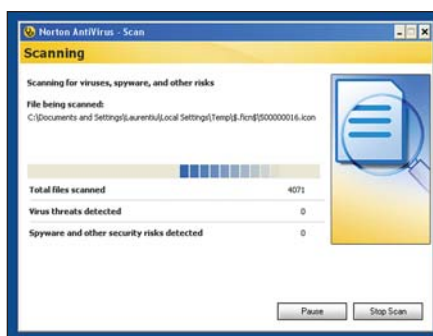 Norton AntiVirus - Scan
Scanning
Scanning for viruses, spyware, and other risks
File being scanned:
C:\Documents and Settings\Laurentiu\Local Settings\Temp\$.ficn$\S00000016.icon
Total files scanned 4071
Virus threats detected 0
Spyware and other security risks detected 0
Pause Stop Scan